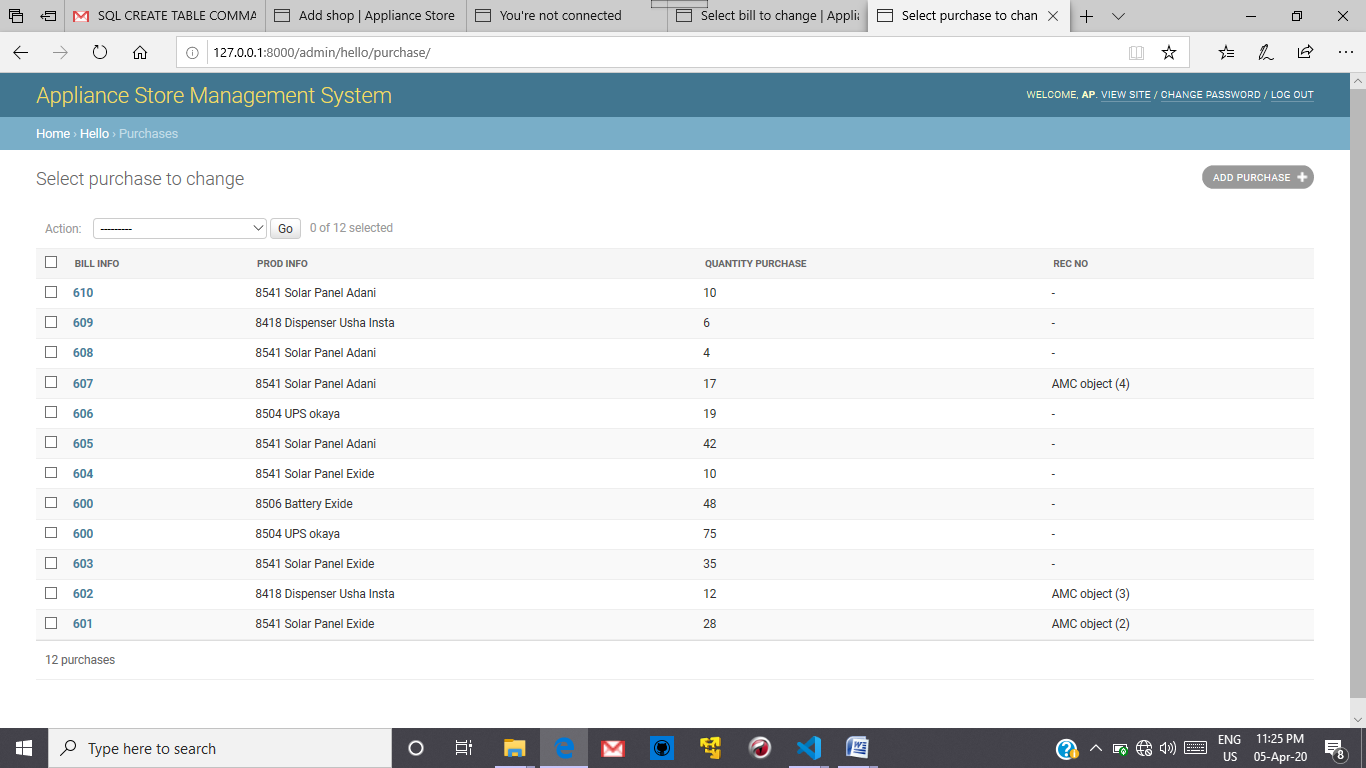 SQL CREATE TABLE COMMA
Add shop | Appliance Store
You're not connected
Select bill to change | Appli
Select purchase to chan
127.0.0.1:8000/admin/hello/purchase/
Appliance Store Management System
WELCOME, AP. VIEW SITE / CHANGE PASSWORD / LOG OUT
Home › Hello › Purchases
Select purchase to change
ADD PURCHASE +
Action: --------- Go 0 of 12 selected
BILL INFO PROD INFO QUANTITY PURCHASE REC NO
610 8541 Solar Panel Adani 10 -
609 8418 Dispenser Usha Insta 6 -
608 8541 Solar Panel Adani 4 -
607 8541 Solar Panel Adani 17 AMC object (4)
606 8504 UPS okaya 19 -
605 8541 Solar Panel Adani 42 -
604 8541 Solar Panel Exide 10 -
600 8506 Battery Exide 48 -
600 8504 UPS okaya 75 -
603 8541 Solar Panel Exide 35 -
602 8418 Dispenser Usha Insta 12 AMC object (3)
601 8541 Solar Panel Exide 28 AMC object (2)
12 purchases
Type here to search
ENG
US
11:25 PM
05-Apr-20
8